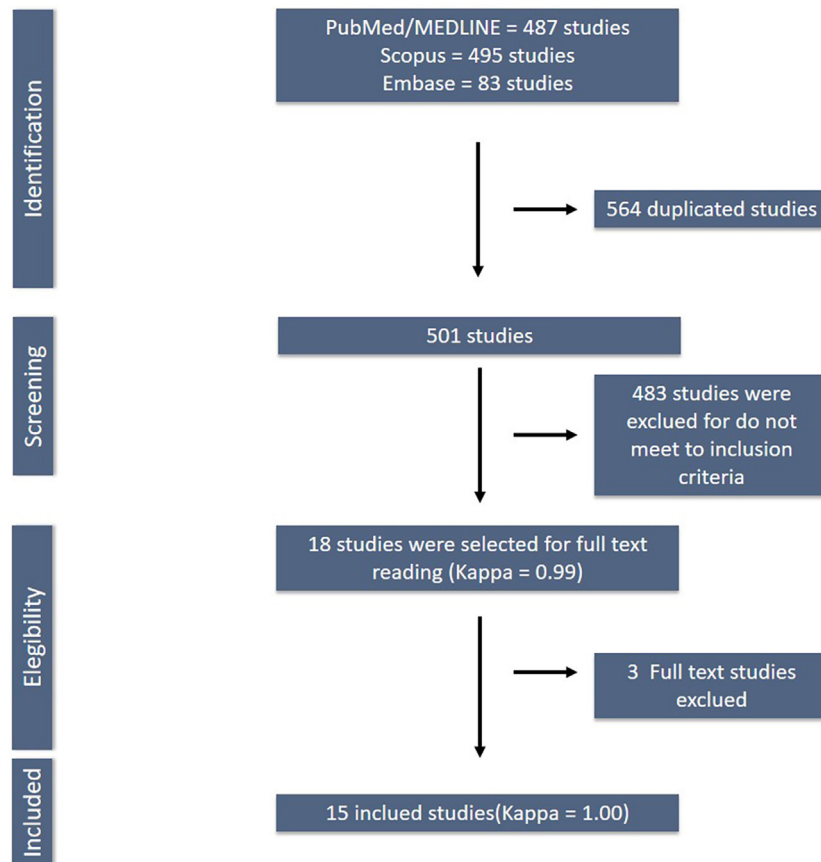 Identification
PubMed/MEDLINE = 487 studies
Scopus = 495 studies
Embase = 83 studies
564 duplicated studies
Screening
501 studies
483 studies were
exclued for do not
meet to inclusion
criteria
Elegibility
18 studies were selected for full text
reading (Kappa = 0.99)
3 Full text studies
exclued
Included
15 inclued studies(Kappa = 1.00)